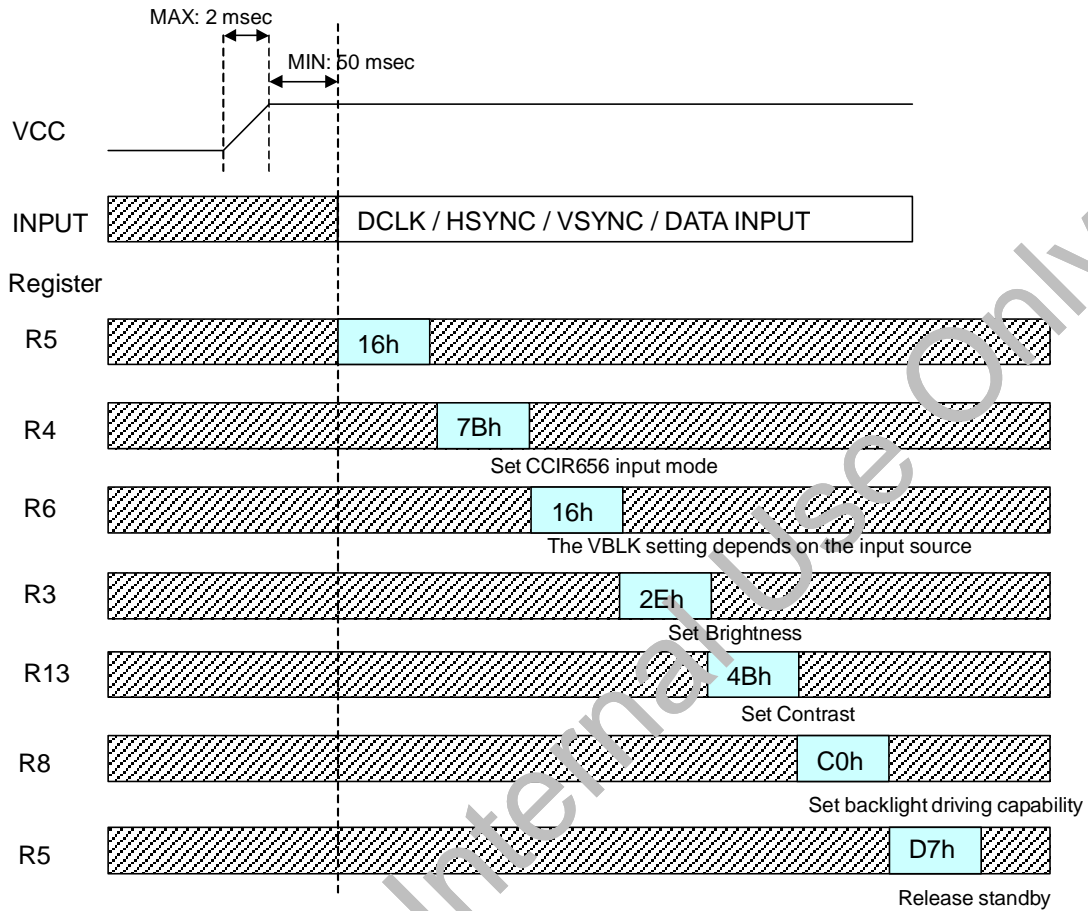 MAX: 2 msec
MIN: 50 msec
VCC
INPUT
DCLK / HSYNC / VSYNC / DATA INPUT
Register
R5
16h
R4
7Bh
Set CCIR656 input mode
R6
16h
The VBLK setting depends on the input source
R3
2Eh
Set Brightness
R13
4Bh
Set Contrast
R8
C0h
Set backlight driving capability
R5
D7h
Release standby
Internal Use Only